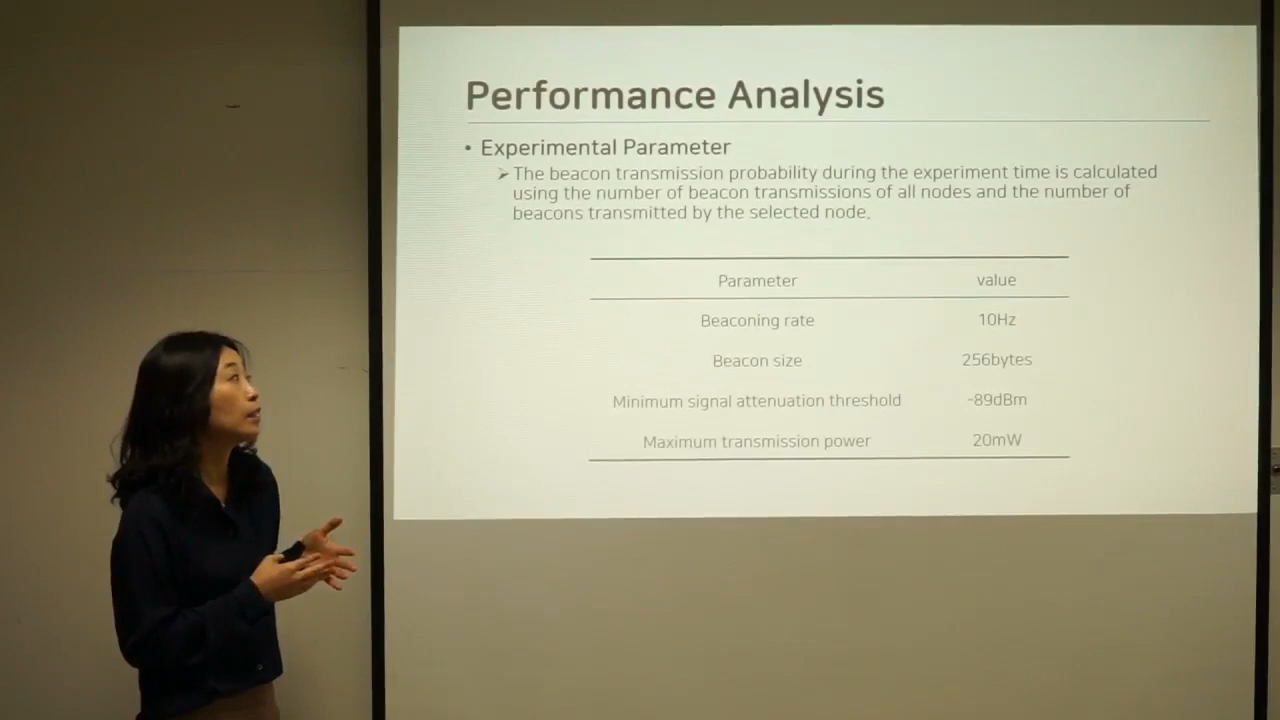 Performance Analysis
• Experimental Parameter
➢ The beacon transmission probability during the experiment time is calculated
using the number of beacon transmissions of all nodes and the number of
beacons transmitted by the selected node.
Parameter value
Beaconing rate 10Hz
Beacon size 256bytes
Minimum signal attenuation threshold -89dBm
Maximum transmission power 20mW